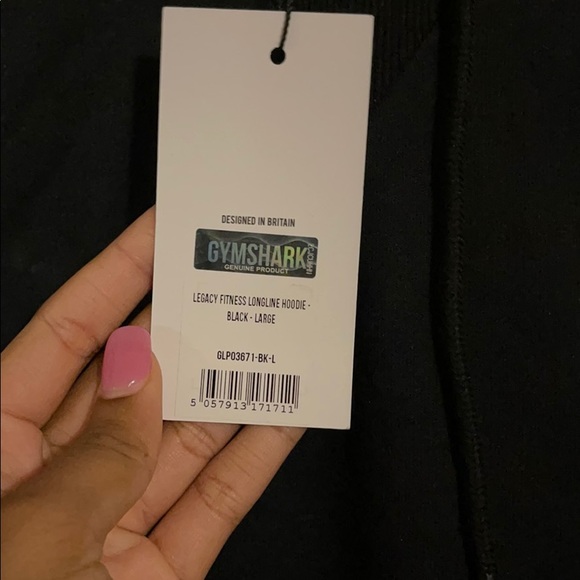 DESIGNED IN BRITAIN
GYMSHARK
GENUINE PRODUCT
LEGACY FITNESS LONGLINE HOODIE -
BLACK - LARGE
GLP03671-BK-L
5 057913 171711